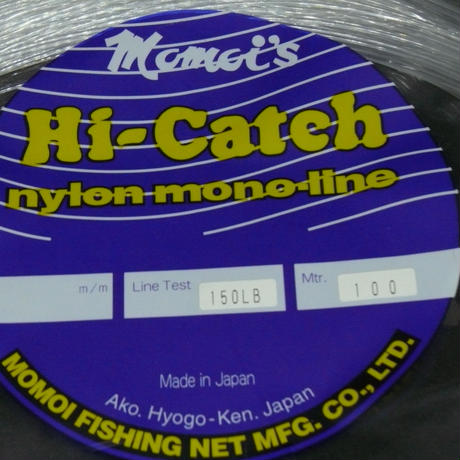 Momoi's
Hi-Catch
nylon mono-line
m/m
Line Test 150LB
Mtr. 100
Made in Japan
Ako. Hyogo-Ken. Japan
MOMOI FISHING NET MFG. CO., LTD.